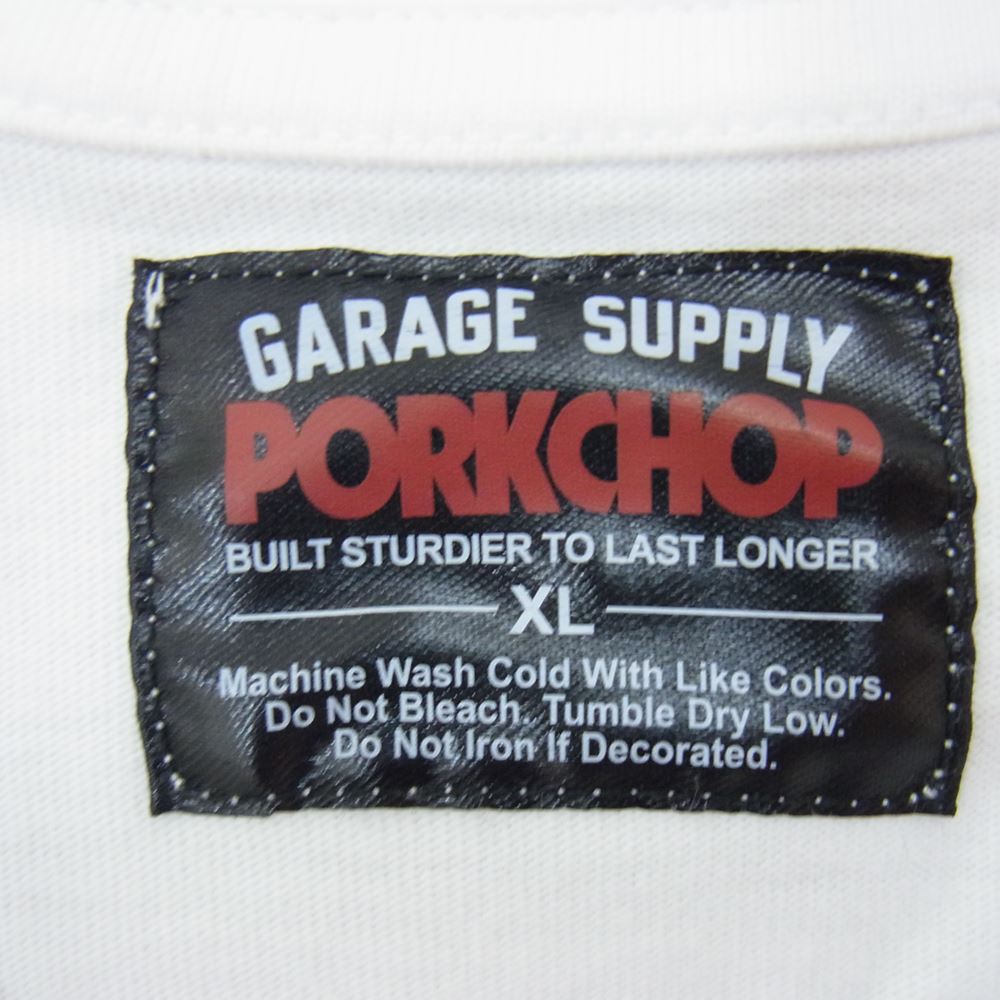 GARAGE SUPPLY
PORKCHOP
BUILT STURDIER TO LAST LONGER
XL
Machine Wash Cold With Like Colors.
Do Not Bleach. Tumble Dry Low.
Do Not Iron If Decorated.